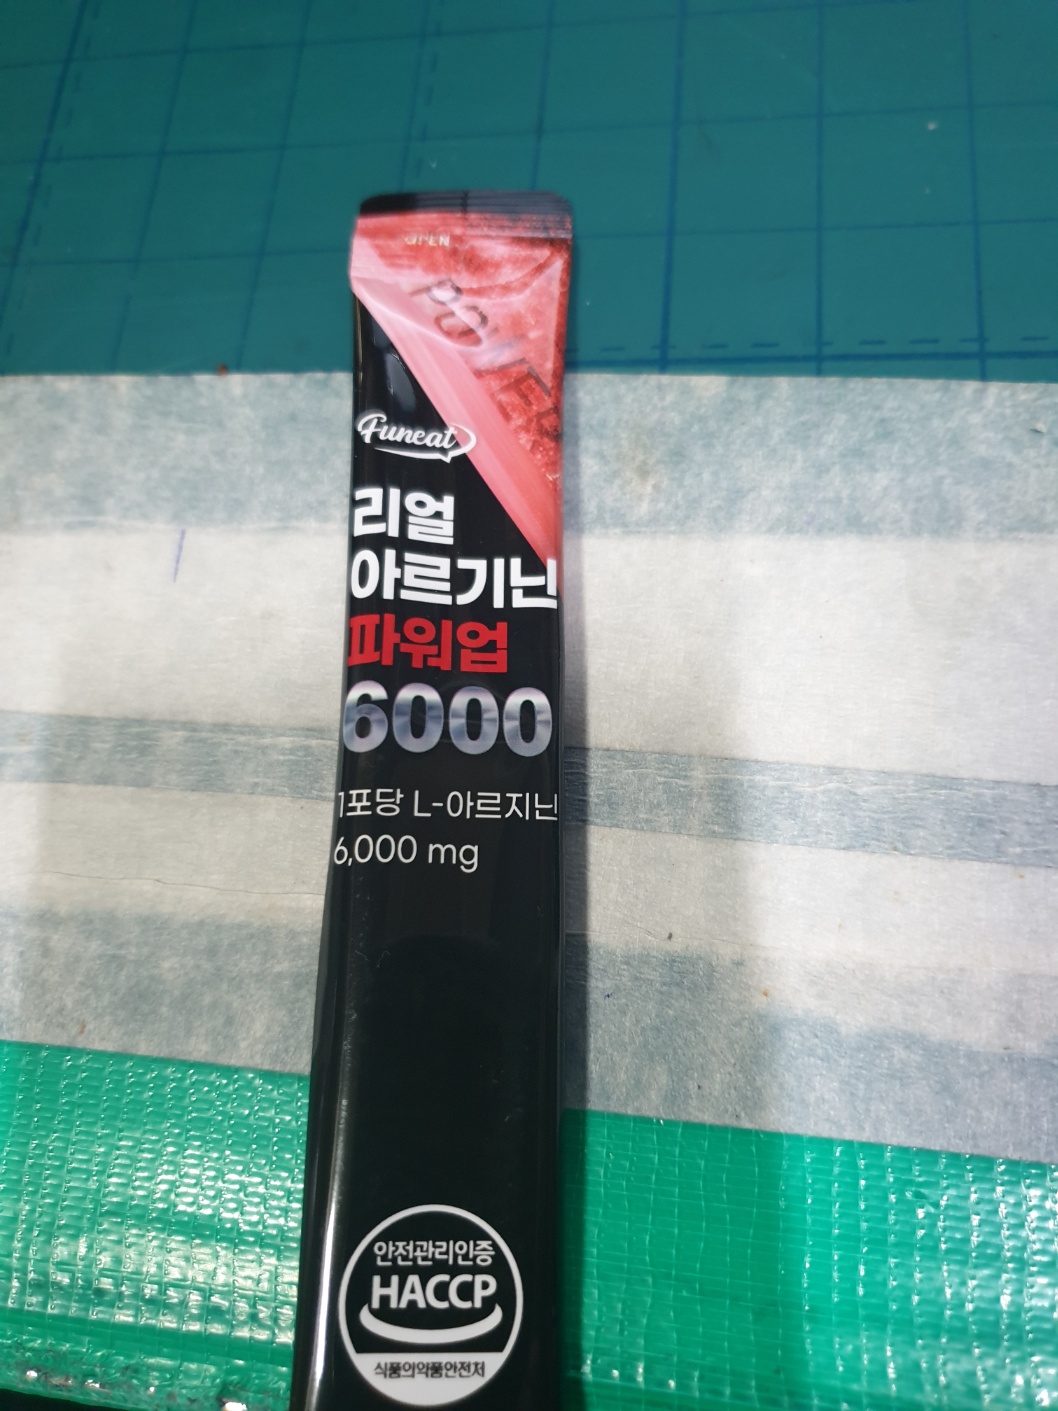 OPEN
POWER
Funeat
리얼
아르기닌
파워업
6000
1포당 L-아르지닌
6,000 mg
안전관리인증
HACCP
식품의약품안전처